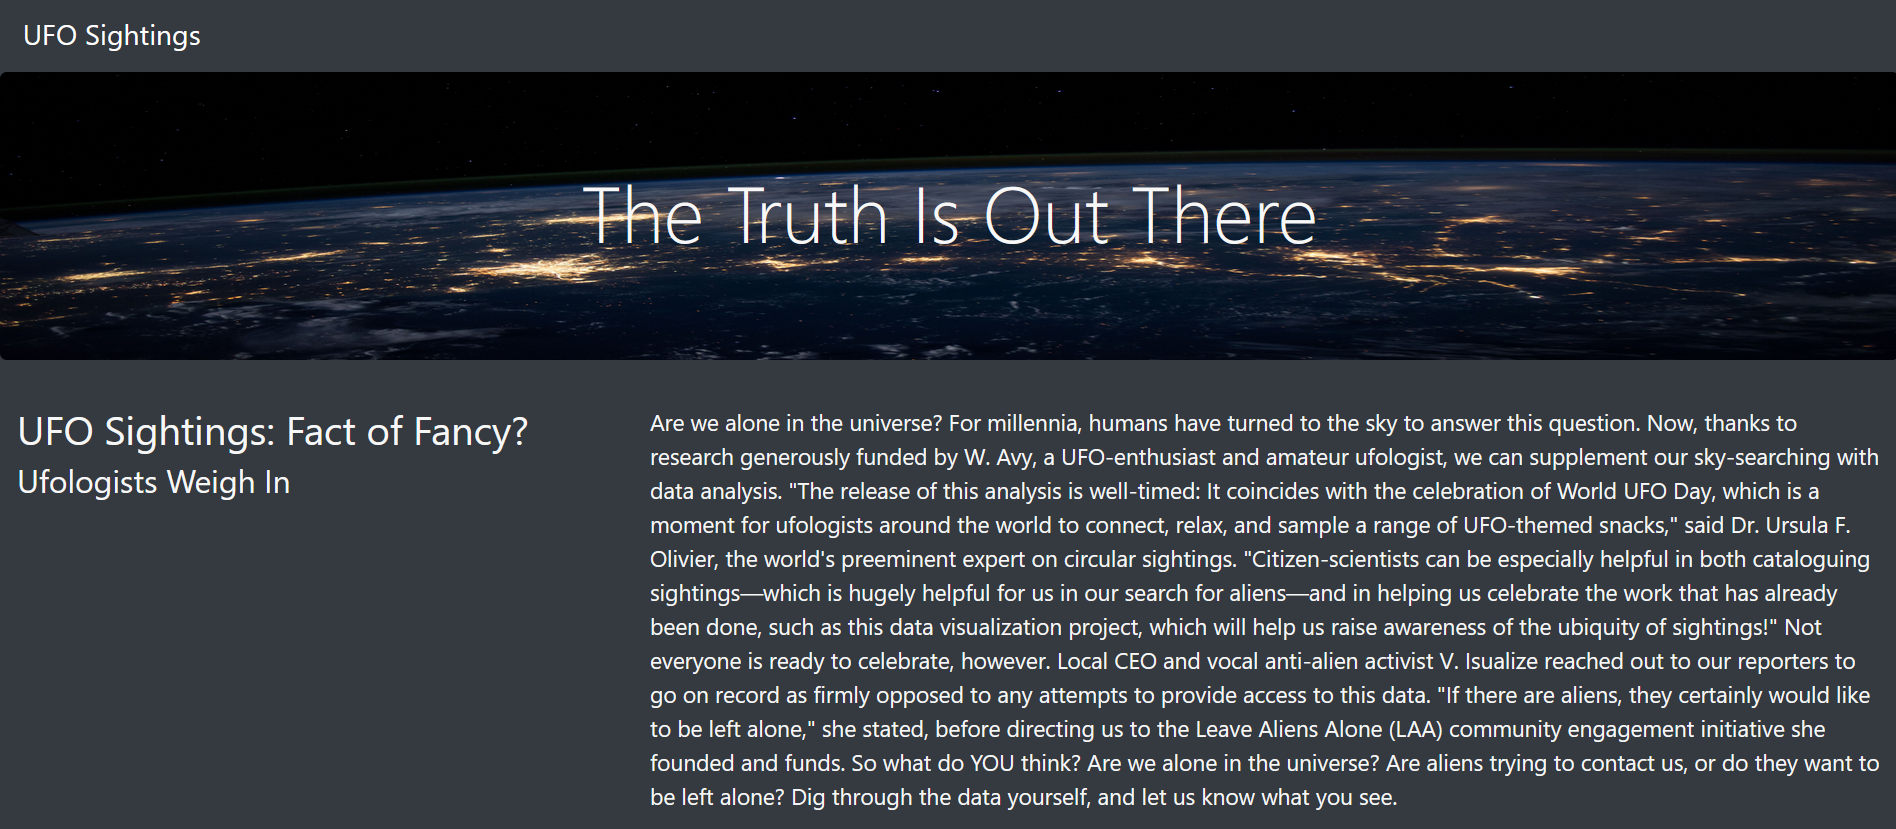 UFO Sightings
The Truth Is Out There
UFO Sightings: Fact of Fancy?
Ufologists Weigh In
Are we alone in the universe? For millennia, humans have turned to the sky to answer this question. Now, thanks to
research generously funded by W. Avy, a UFO-enthusiast and amateur ufologist, we can supplement our sky-searching with
data analysis. "The release of this analysis is well-timed: It coincides with the celebration of World UFO Day, which is a
moment for ufologists around the world to connect, relax, and sample a range of UFO-themed snacks," said Dr. Ursula F.
Olivier, the world's preeminent expert on circular sightings. "Citizen-scientists can be especially helpful in both cataloguing
sightings—which is hugely helpful for us in our search for aliens—and in helping us celebrate the work that has already
been done, such as this data visualization project, which will help us raise awareness of the ubiquity of sightings!" Not
everyone is ready to celebrate, however. Local CEO and vocal anti-alien activist V. Isualize reached out to our reporters to
go on record as firmly opposed to any attempts to provide access to this data. "If there are aliens, they certainly would like
to be left alone," she stated, before directing us to the Leave Aliens Alone (LAA) community engagement initiative she
founded and funds. So what do YOU think? Are we alone in the universe? Are aliens trying to contact us, or do they want to
be left alone? Dig through the data yourself, and let us know what you see.